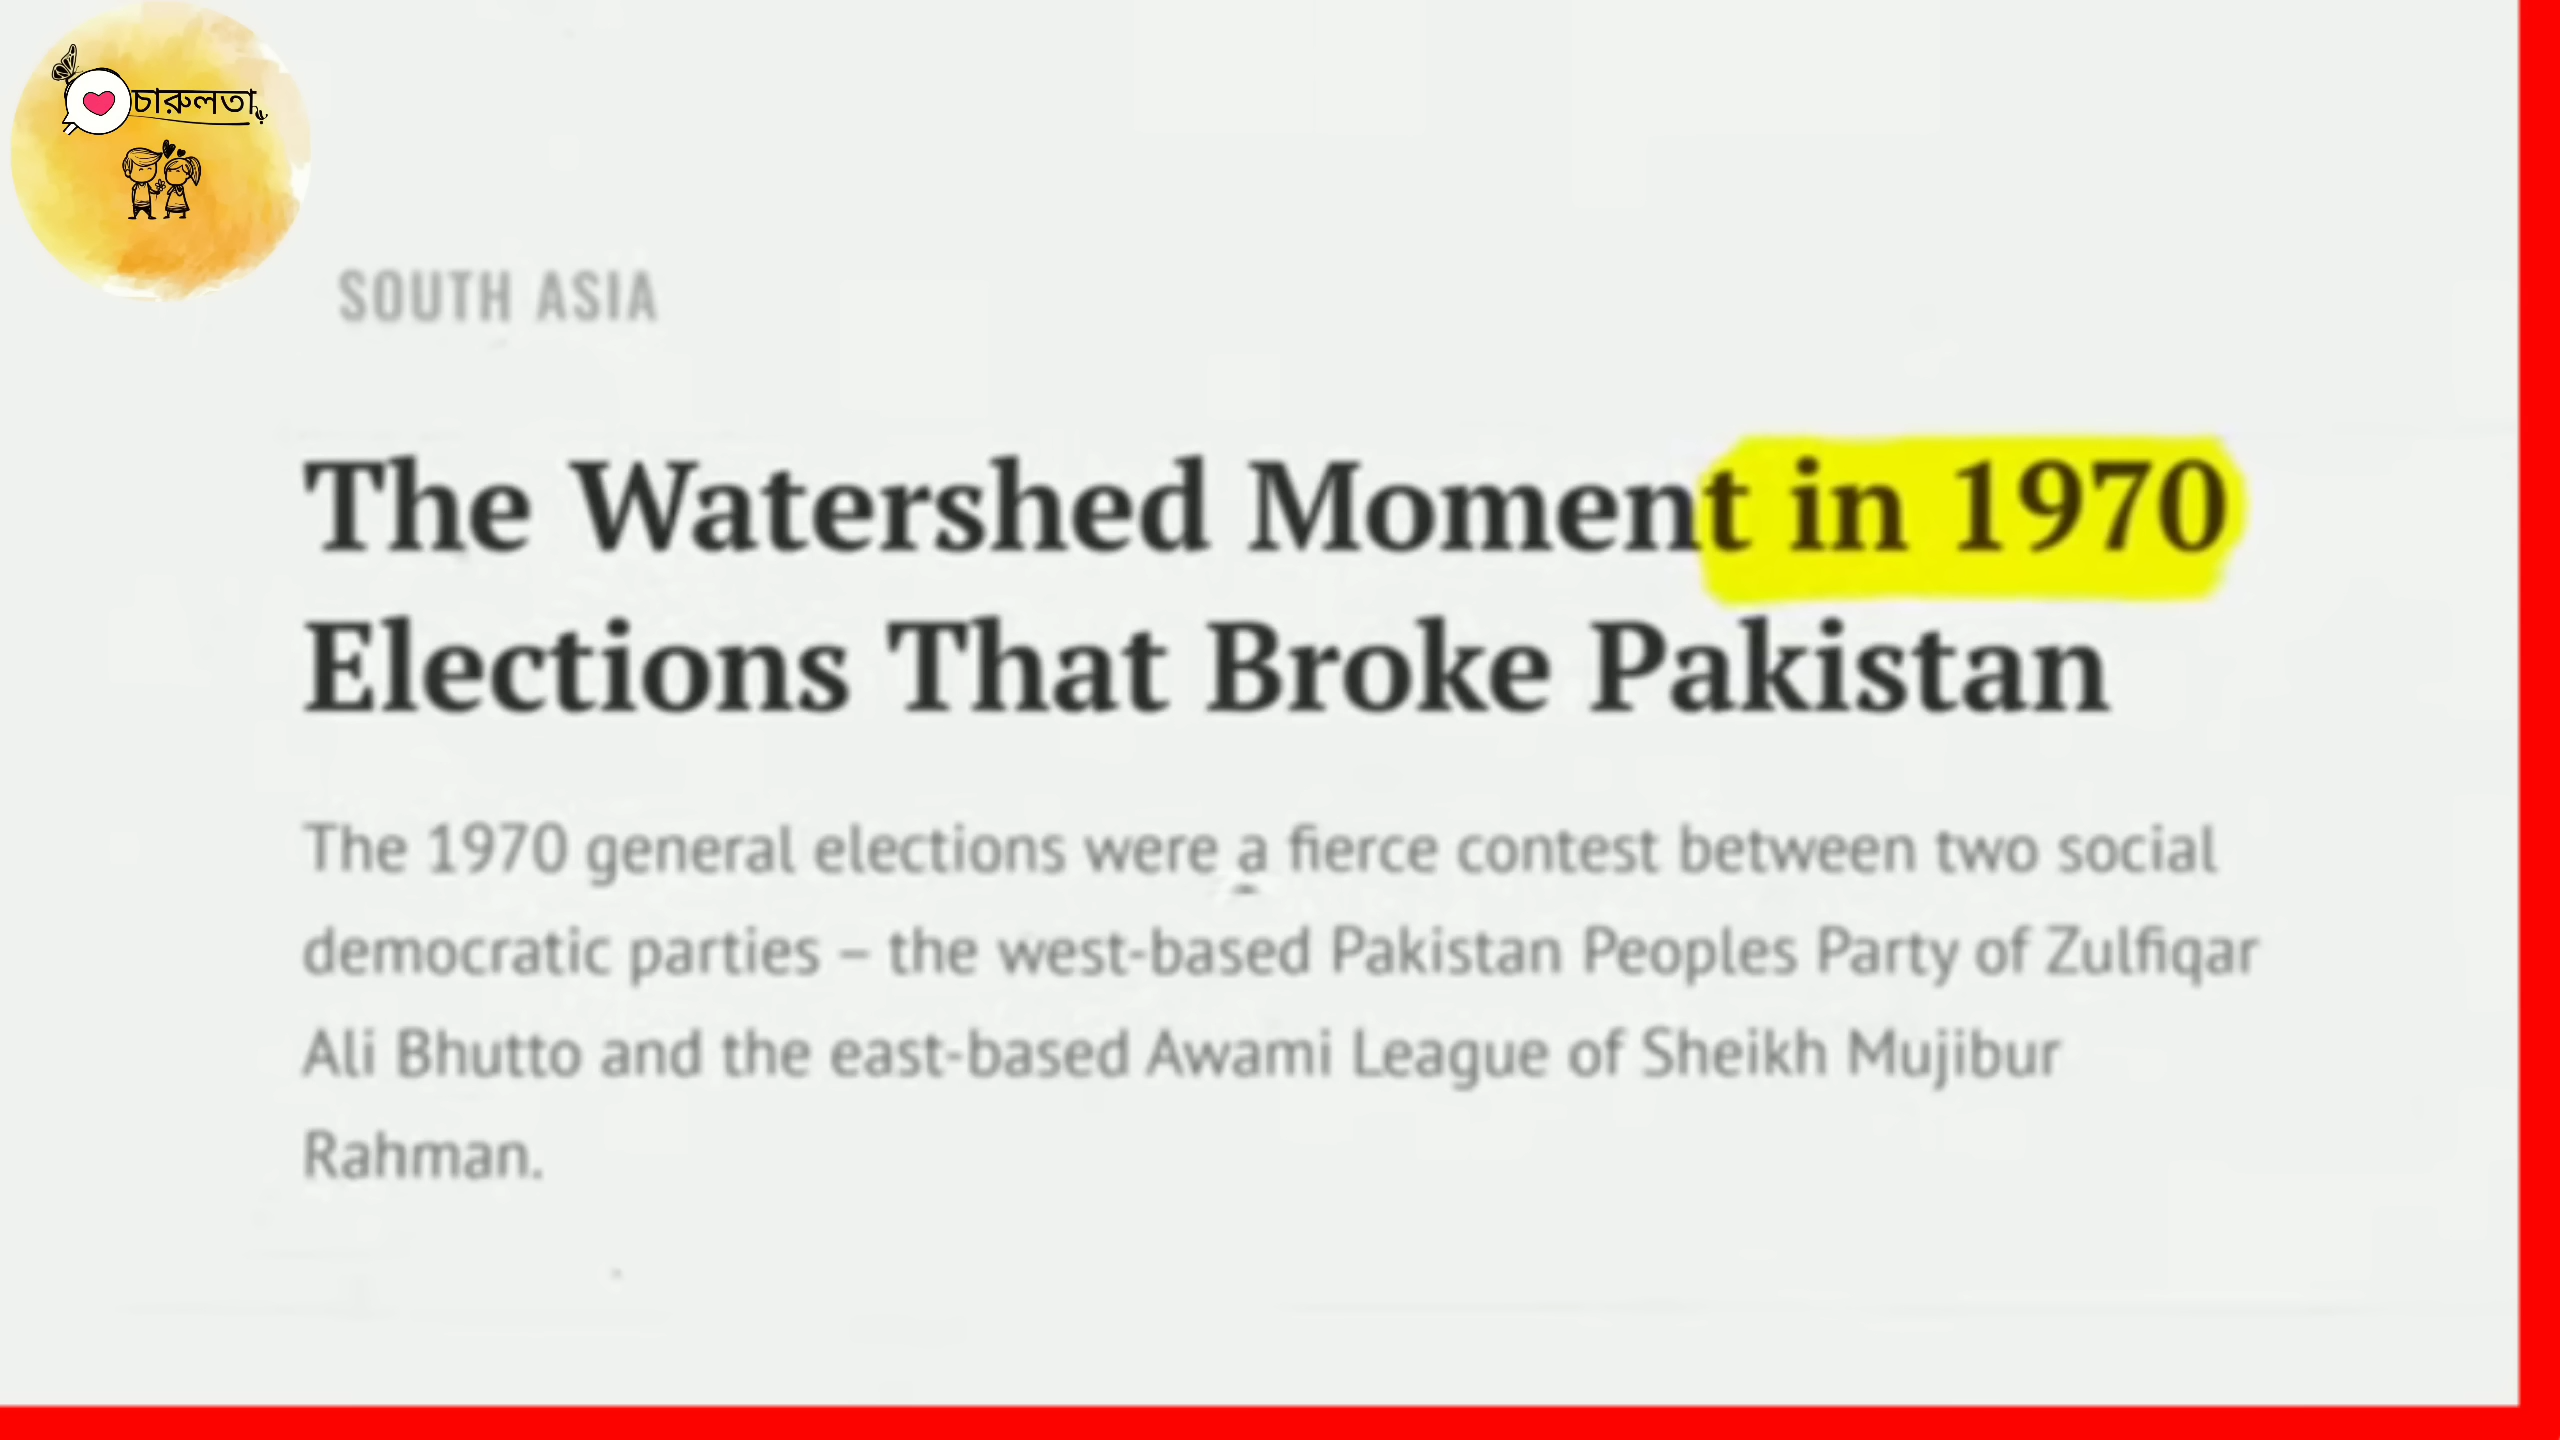 চারুলতা
SOUTH ASIA
The Watershed Moment in 1970
Elections That Broke Pakistan
The 1970 general elections were a fierce contest between two social
democratic parties – the west-based Pakistan Peoples Party of Zulfiqar
Ali Bhutto and the east-based Awami League of Sheikh Mujibur
Rahman.